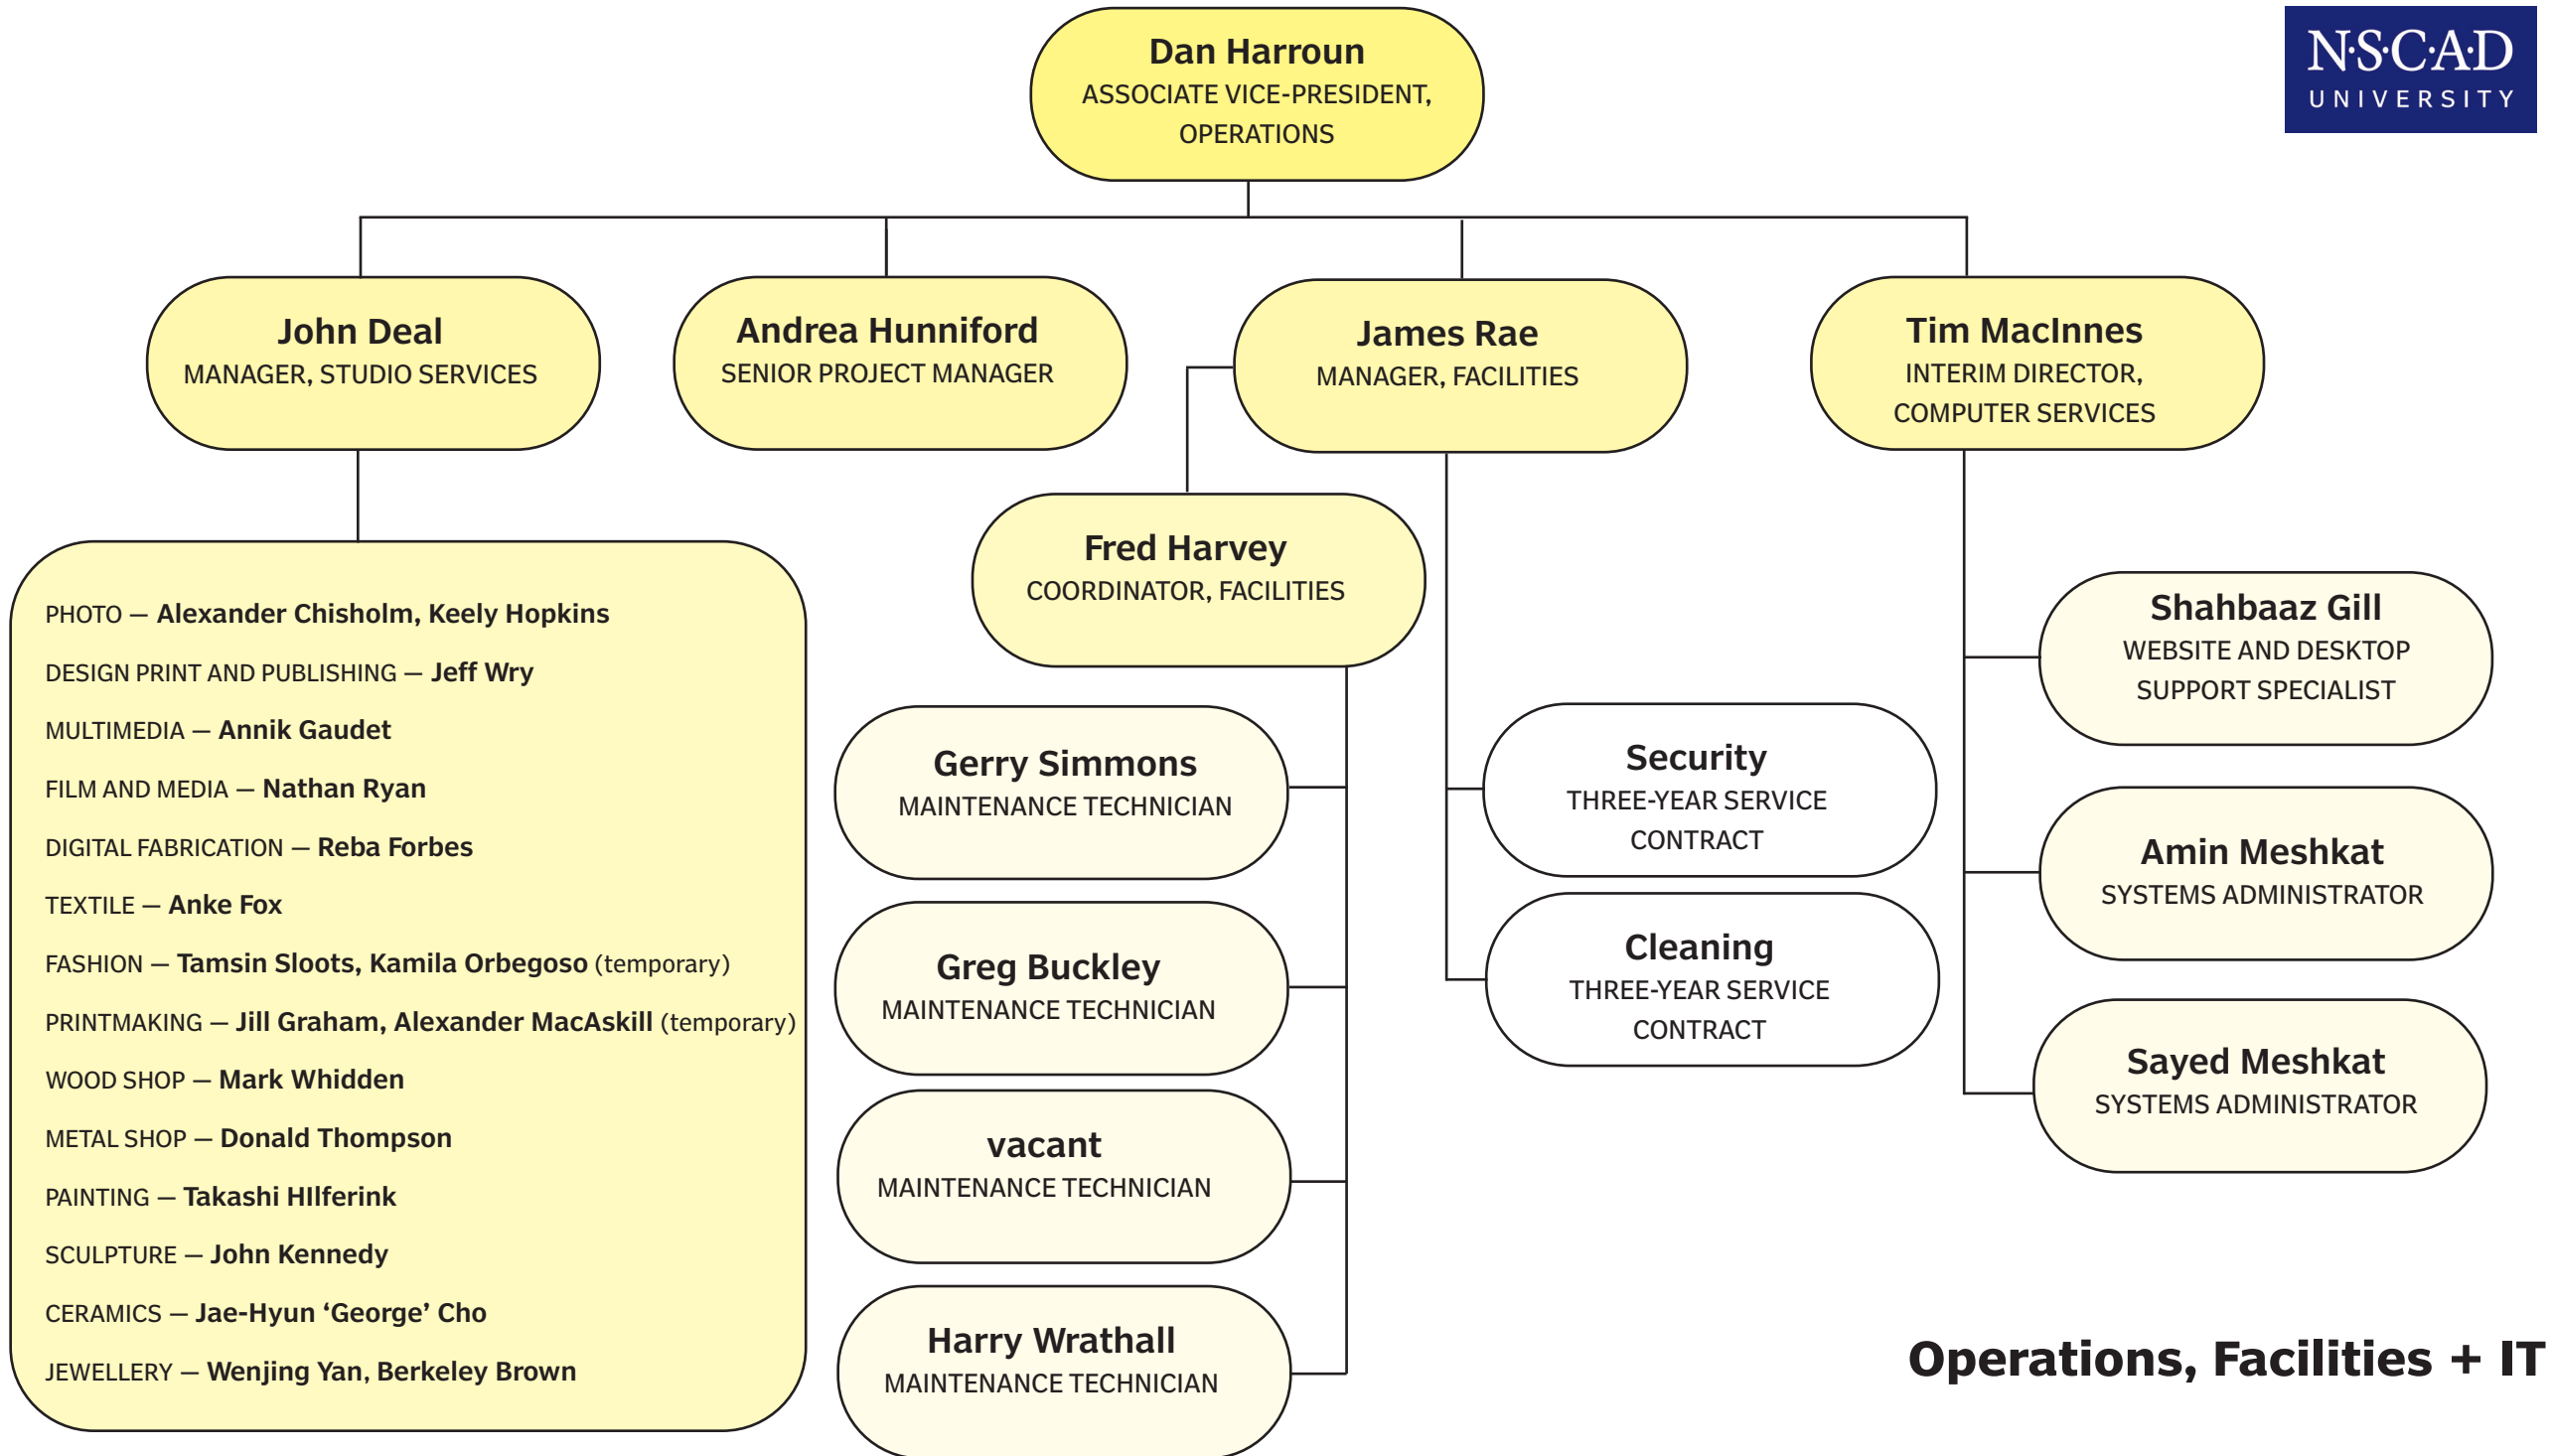 N·S·C·A·D
UNIVERSITY
Dan Harroun
ASSOCIATE VICE-PRESIDENT,
OPERATIONS
John Deal
MANAGER, STUDIO SERVICES
Andrea Hunniford
SENIOR PROJECT MANAGER
James Rae
MANAGER, FACILITIES
Tim MacInnes
INTERIM DIRECTOR,
COMPUTER SERVICES
PHOTO — Alexander Chisholm, Keely Hopkins
DESIGN PRINT AND PUBLISHING — Jeff Wry
MULTIMEDIA — Annik Gaudet
FILM AND MEDIA — Nathan Ryan
DIGITAL FABRICATION — Reba Forbes
TEXTILE — Anke Fox
FASHION — Tamsin Sloots, Kamila Orbegoso (temporary)
PRINTMAKING — Jill Graham, Alexander MacAskill (temporary)
WOOD SHOP — Mark Whidden
METAL SHOP — Donald Thompson
PAINTING — Takashi HIlferink
SCULPTURE — John Kennedy
CERAMICS — Jae-Hyun ‘George’ Cho
JEWELLERY — Wenjing Yan, Berkeley Brown
Fred Harvey
COORDINATOR, FACILITIES
Gerry Simmons
MAINTENANCE TECHNICIAN
Greg Buckley
MAINTENANCE TECHNICIAN
vacant
MAINTENANCE TECHNICIAN
Harry Wrathall
MAINTENANCE TECHNICIAN
Security
THREE-YEAR SERVICE
CONTRACT
Cleaning
THREE-YEAR SERVICE
CONTRACT
Shahbaaz Gill
WEBSITE AND DESKTOP
SUPPORT SPECIALIST
Amin Meshkat
SYSTEMS ADMINISTRATOR
Sayed Meshkat
SYSTEMS ADMINISTRATOR
Operations, Facilities + IT